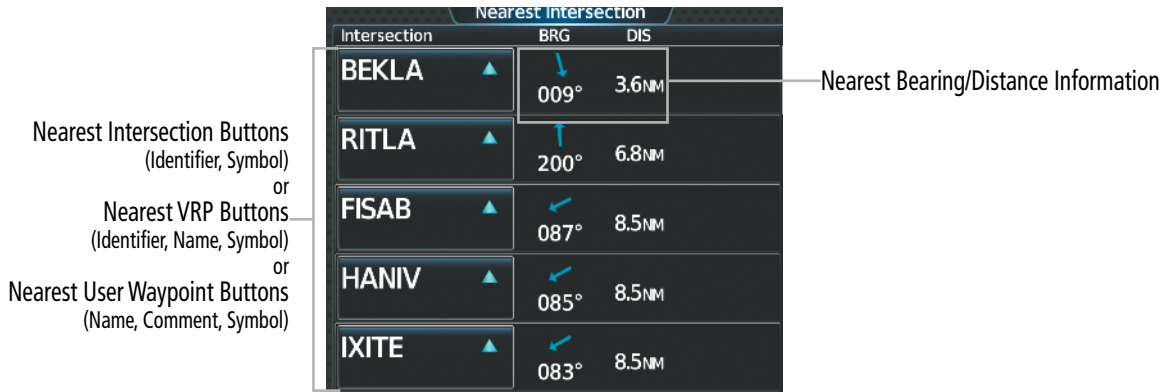 Nearest Intersection
Intersection BRG DIS
BEKLA 009° 3.6NM
RITLA 200° 6.8NM
FISAB 087° 8.5NM
HANIV 085° 8.5NM
IXITE 083° 8.5NM
Nearest Intersection Buttons
(Identifier, Symbol)
or
Nearest VRP Buttons
(Identifier, Name, Symbol)
or
Nearest User Waypoint Buttons
(Name, Comment, Symbol)
Nearest Bearing/Distance Information